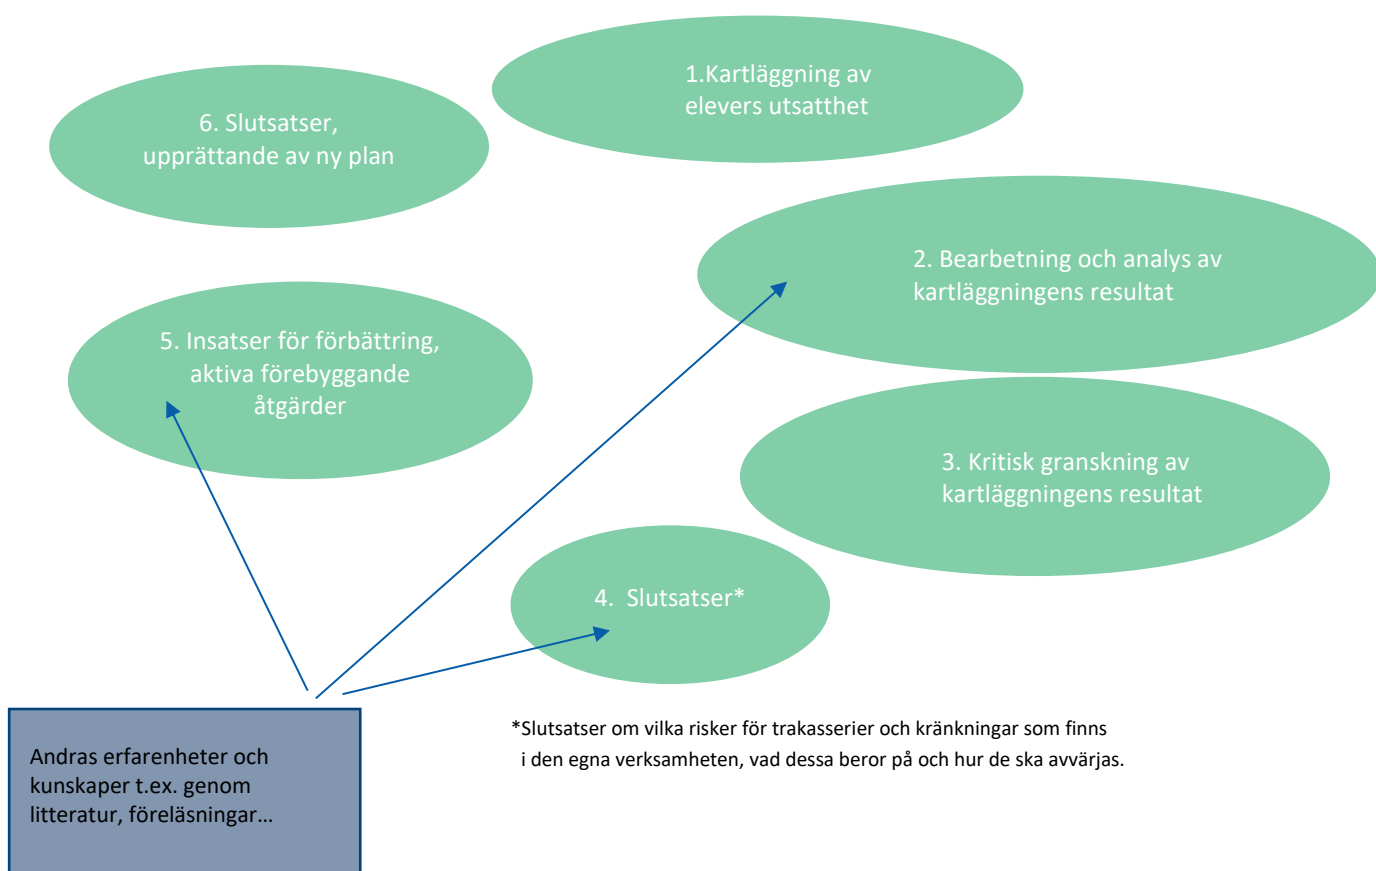 1.Kartläggning av
elevers utsatthet
6. Slutsatser,
upprättande av ny plan
2. Bearbetning och analys av
kartläggningens resultat
5. Insatser för förbättring,
aktiva förebyggande
åtgärder
3. Kritisk granskning av
kartläggningens resultat
4. Slutsatser*
*Slutsatser om vilka risker för trakasserier och kränkningar som finns
i den egna verksamheten, vad dessa beror på och hur de ska avvärjas.
Andras erfarenheter och
kunskaper t.ex. genom
litteratur, föreläsningar…